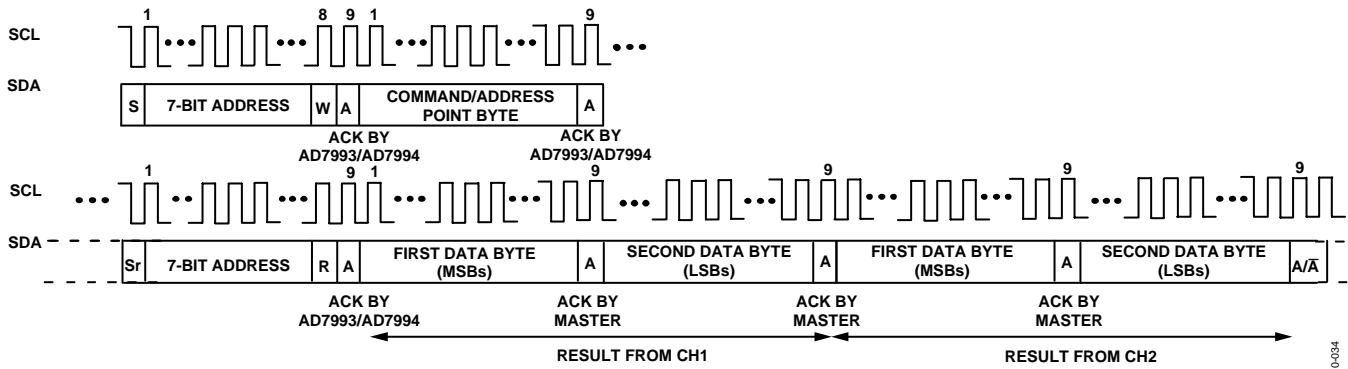 1 8 9 1 9
SCL ••• ••• ••• •••
SDA
S 7-BIT ADDRESS W A COMMAND/ADDRESS POINT BYTE A
ACK BY AD7993/AD7994 ACK BY AD7993/AD7994
1 9 1 9 9 9 9
SCL ••• •• •• ••• ••• ••• ••• ••• ••• ••• •••
SDA
Sr 7-BIT ADDRESS R A FIRST DATA BYTE (MSBs) A SECOND DATA BYTE (LSBs) A FIRST DATA BYTE (MSBs) A SECOND DATA BYTE (LSBs) A/A̅
ACK BY AD7993/AD7994 ACK BY MASTER ACK BY MASTER ACK BY MASTER
RESULT FROM CH1 RESULT FROM CH2
0-034